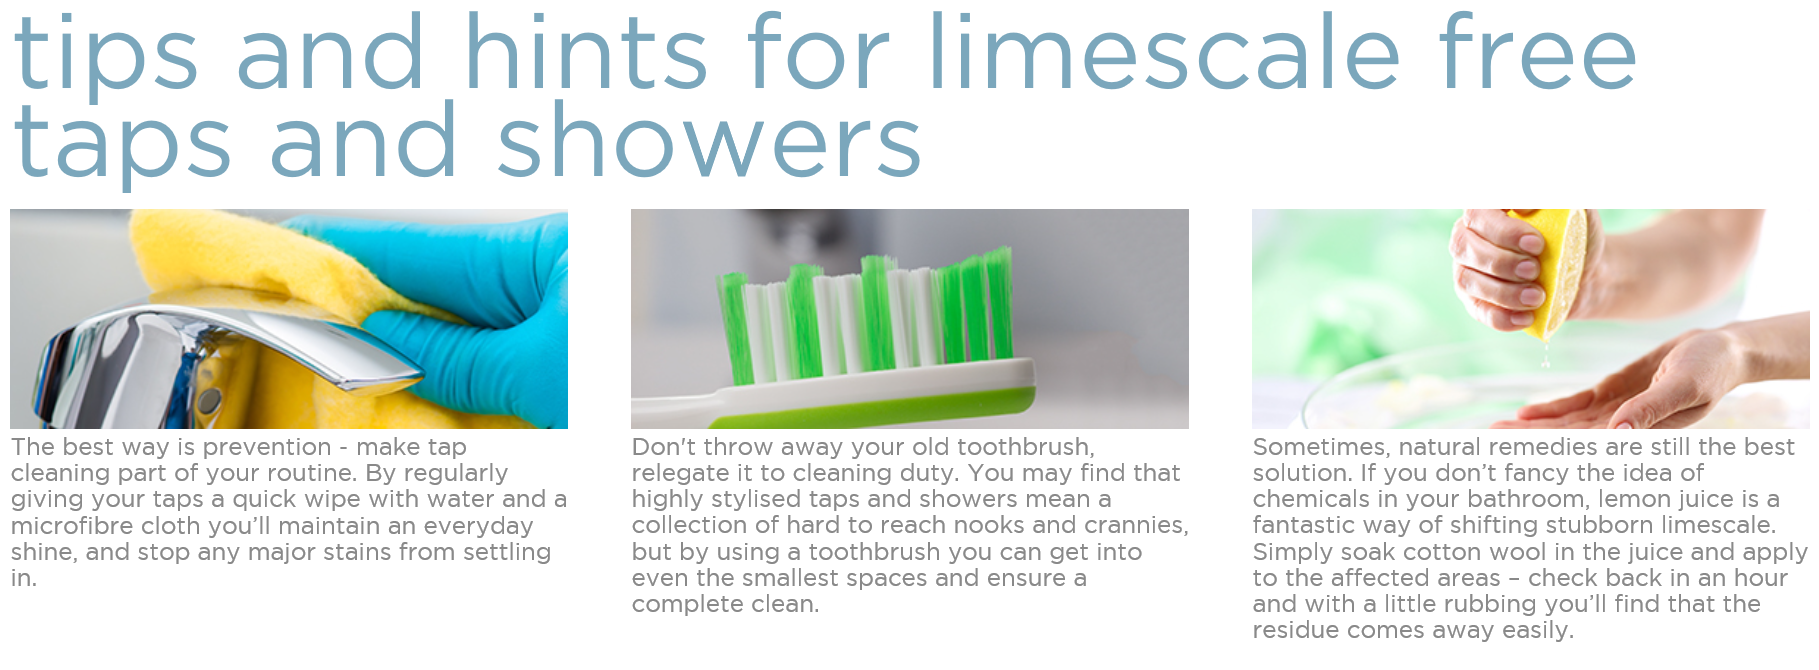 tips and hints for limescale free
taps and showers
The best way is prevention - make tap
cleaning part of your routine. By regularly
giving your taps a quick wipe with water and a
microfibre cloth you’ll maintain an everyday
shine, and stop any major stains from settling
in.
Don't throw away your old toothbrush,
relegate it to cleaning duty. You may find that
highly stylised taps and showers mean a
collection of hard to reach nooks and crannies,
but by using a toothbrush you can get into
even the smallest spaces and ensure a
complete clean.
Sometimes, natural remedies are still the best
solution. If you don’t fancy the idea of
chemicals in your bathroom, lemon juice is a
fantastic way of shifting stubborn limescale.
Simply soak cotton wool in the juice and apply
to the affected areas – check back in an hour
and with a little rubbing you’ll find that the
residue comes away easily.